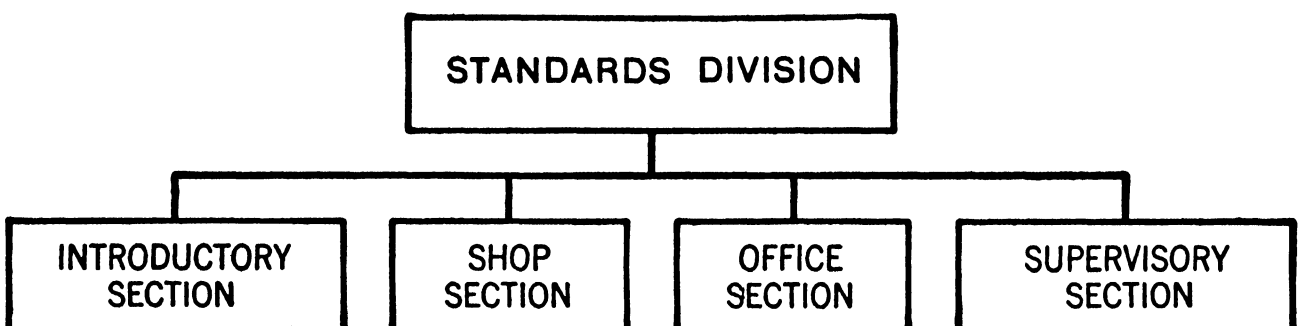 STANDARDS DIVISION
INTRODUCTORY
SECTION
SHOP
SECTION
OFFICE
SECTION
SUPERVISORY
SECTION